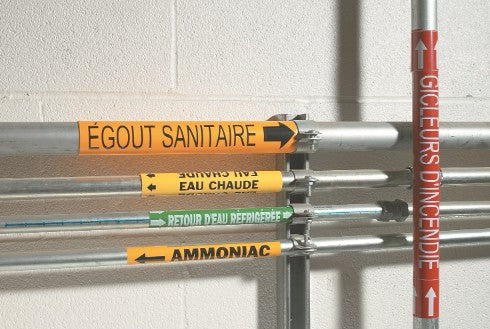 ÉGOUT SANITAIRE
EAU CHAUDE
EAU CHAUDE
RETOUR D'EAU RÉFRIGÉRÉE
AMMONIAC
GICLEURS D'INCENDIE